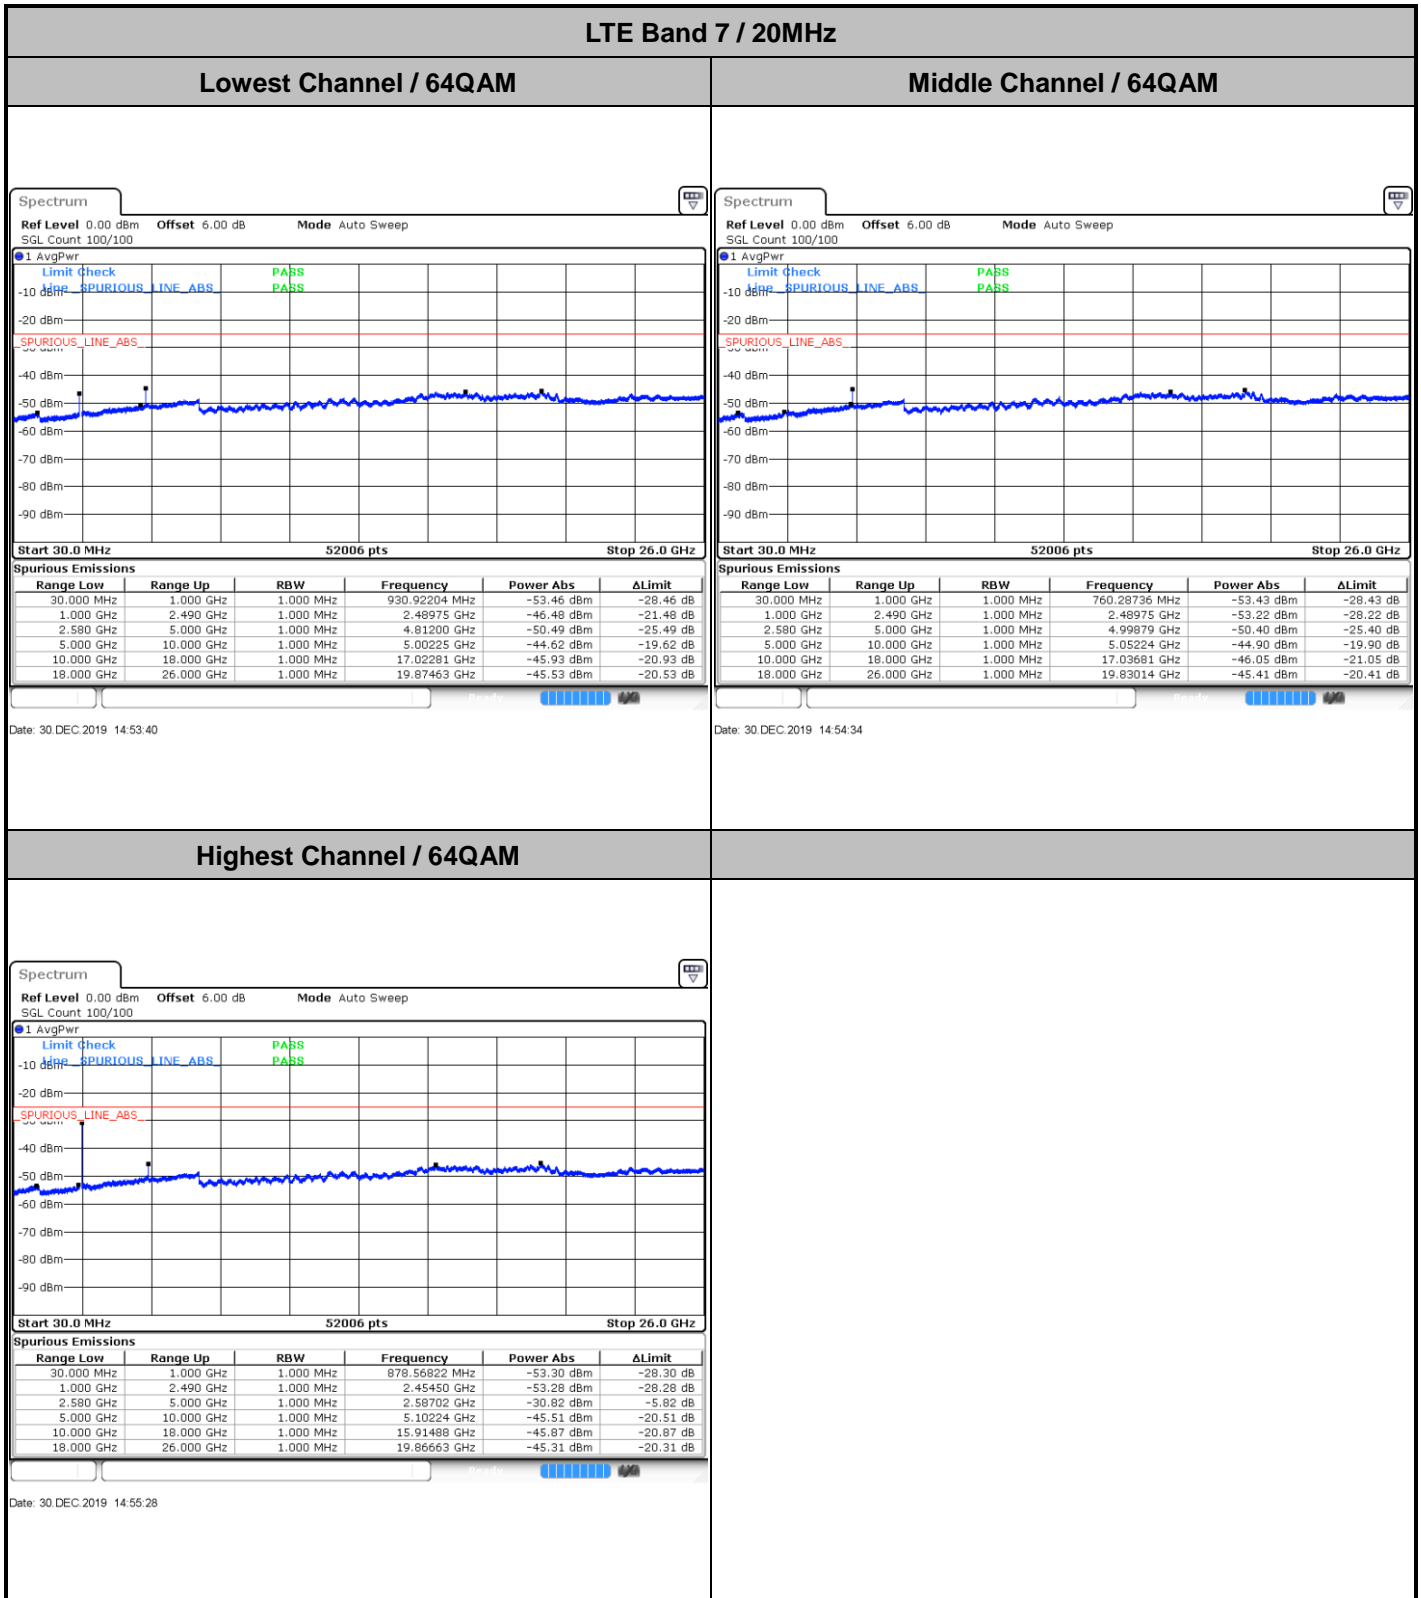 LTE Band 7 / 20MHz
Lowest Channel / 64QAM
Middle Channel / 64QAM
Spectrum
Ref Level 0.00 dBm Offset 6.00 dB Mode Auto Sweep
SGL Count 100/100
1 AvgPwr
Limit Check PASS
Line _SPURIOUS_LINE_ABS_ PASS
-10 dBm
-20 dBm
_SPURIOUS_LINE_ABS_
-40 dBm
-50 dBm
-60 dBm
-70 dBm
-80 dBm
-90 dBm
Start 30.0 MHz 52006 pts Stop 26.0 GHz
Spurious Emissions
Range Low Range Up RBW Frequency Power Abs ΔLimit
30.000 MHz 1.000 GHz 1.000 MHz 930.92204 MHz -53.46 dBm -28.46 dB
1.000 GHz 2.490 GHz 1.000 MHz 2.48975 GHz -46.48 dBm -21.48 dB
2.580 GHz 5.000 GHz 1.000 MHz 4.81200 GHz -50.49 dBm -25.49 dB
5.000 GHz 10.000 GHz 1.000 MHz 5.00225 GHz -44.62 dBm -19.62 dB
10.000 GHz 18.000 GHz 1.000 MHz 17.02281 GHz -45.93 dBm -20.93 dB
18.000 GHz 26.000 GHz 1.000 MHz 19.87463 GHz -45.53 dBm -20.53 dB
Date: 30.DEC.2019 14:53:40
Spectrum
Ref Level 0.00 dBm Offset 6.00 dB Mode Auto Sweep
SGL Count 100/100
1 AvgPwr
Limit Check PASS
Line _SPURIOUS_LINE_ABS_ PASS
-10 dBm
-20 dBm
_SPURIOUS_LINE_ABS_
-40 dBm
-50 dBm
-60 dBm
-70 dBm
-80 dBm
-90 dBm
Start 30.0 MHz 52006 pts Stop 26.0 GHz
Spurious Emissions
Range Low Range Up RBW Frequency Power Abs ΔLimit
30.000 MHz 1.000 GHz 1.000 MHz 760.28736 MHz -53.43 dBm -28.43 dB
1.000 GHz 2.490 GHz 1.000 MHz 2.48975 GHz -53.22 dBm -28.22 dB
2.580 GHz 5.000 GHz 1.000 MHz 4.99879 GHz -50.40 dBm -25.40 dB
5.000 GHz 10.000 GHz 1.000 MHz 5.05224 GHz -44.90 dBm -19.90 dB
10.000 GHz 18.000 GHz 1.000 MHz 17.03681 GHz -46.05 dBm -21.05 dB
18.000 GHz 26.000 GHz 1.000 MHz 19.83014 GHz -45.41 dBm -20.41 dB
Date: 30.DEC.2019 14:54:34
Highest Channel / 64QAM
Spectrum
Ref Level 0.00 dBm Offset 6.00 dB Mode Auto Sweep
SGL Count 100/100
1 AvgPwr
Limit Check PASS
Line _SPURIOUS_LINE_ABS_ PASS
-10 dBm
-20 dBm
_SPURIOUS_LINE_ABS_
-40 dBm
-50 dBm
-60 dBm
-70 dBm
-80 dBm
-90 dBm
Start 30.0 MHz 52006 pts Stop 26.0 GHz
Spurious Emissions
Range Low Range Up RBW Frequency Power Abs ΔLimit
30.000 MHz 1.000 GHz 1.000 MHz 878.56822 MHz -53.30 dBm -28.30 dB
1.000 GHz 2.490 GHz 1.000 MHz 2.45450 GHz -53.28 dBm -28.28 dB
2.580 GHz 5.000 GHz 1.000 MHz 2.58702 GHz -30.82 dBm -5.82 dB
5.000 GHz 10.000 GHz 1.000 MHz 5.10224 GHz -45.51 dBm -20.51 dB
10.000 GHz 18.000 GHz 1.000 MHz 15.91488 GHz -45.87 dBm -20.87 dB
18.000 GHz 26.000 GHz 1.000 MHz 19.86663 GHz -45.31 dBm -20.31 dB
Date: 30.DEC.2019 14:55:28